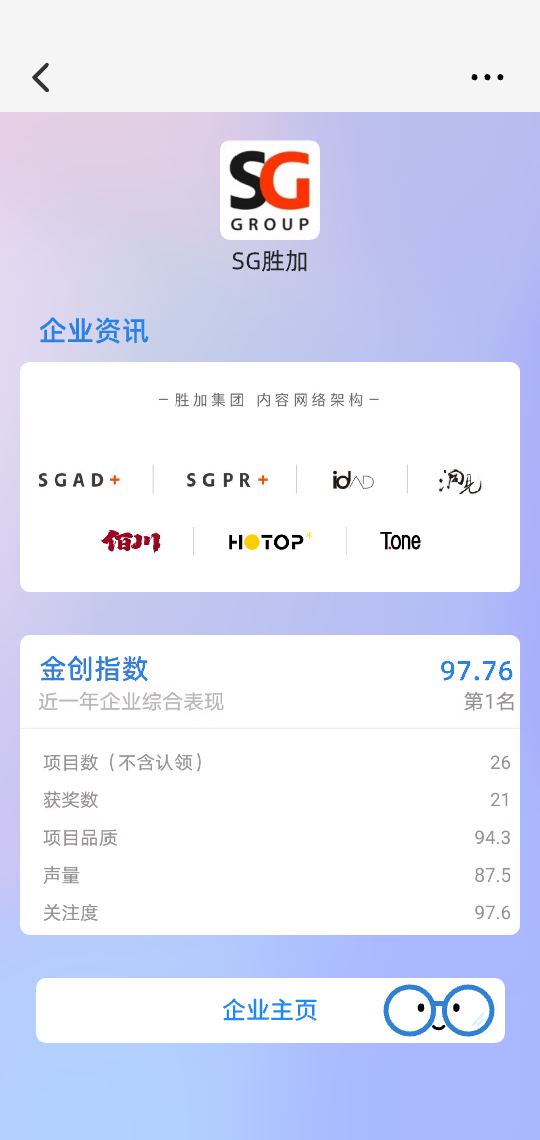 SG
GROUP
SG胜加
企业资讯
—胜加集团 内容网络架构—
SGAD+ SGPR+ idAD 洞见
佰川 HOTOP T.one
金创指数 97.76
近一年企业综合表现 第1名
项目数（不含认领） 26
获奖数 21
项目品质 94.3
声量 87.5
关注度 97.6
企业主页